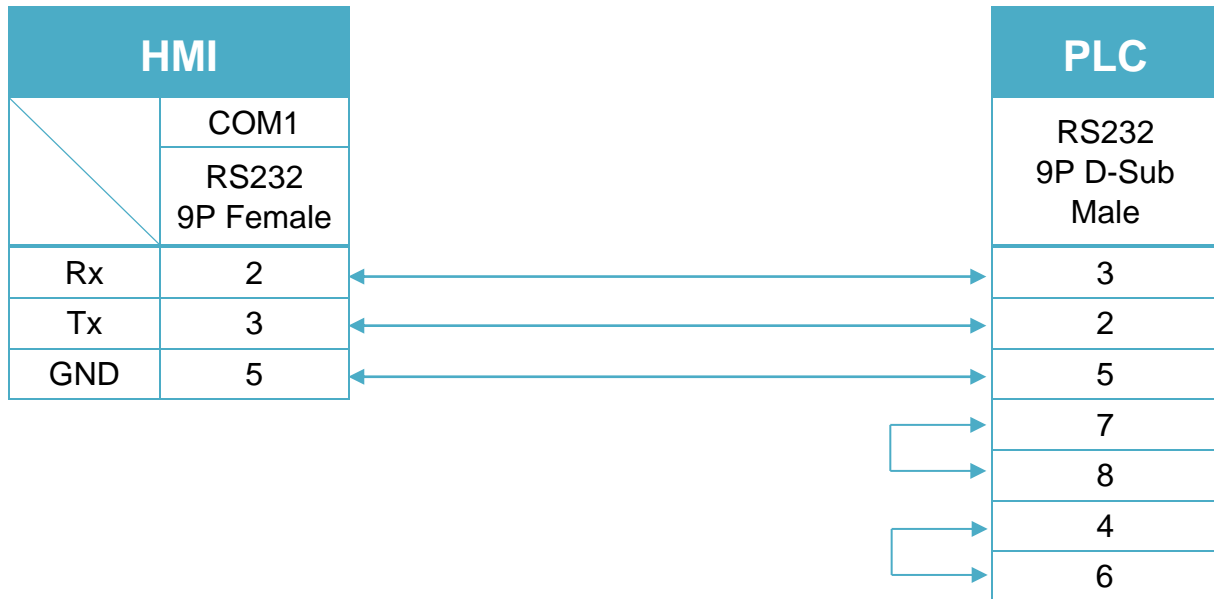 HMI
COM1
RS232
9P Female
Rx 2
Tx 3
GND 5
PLC
RS232
9P D-Sub
Male
3
2
5
7
8
4
6